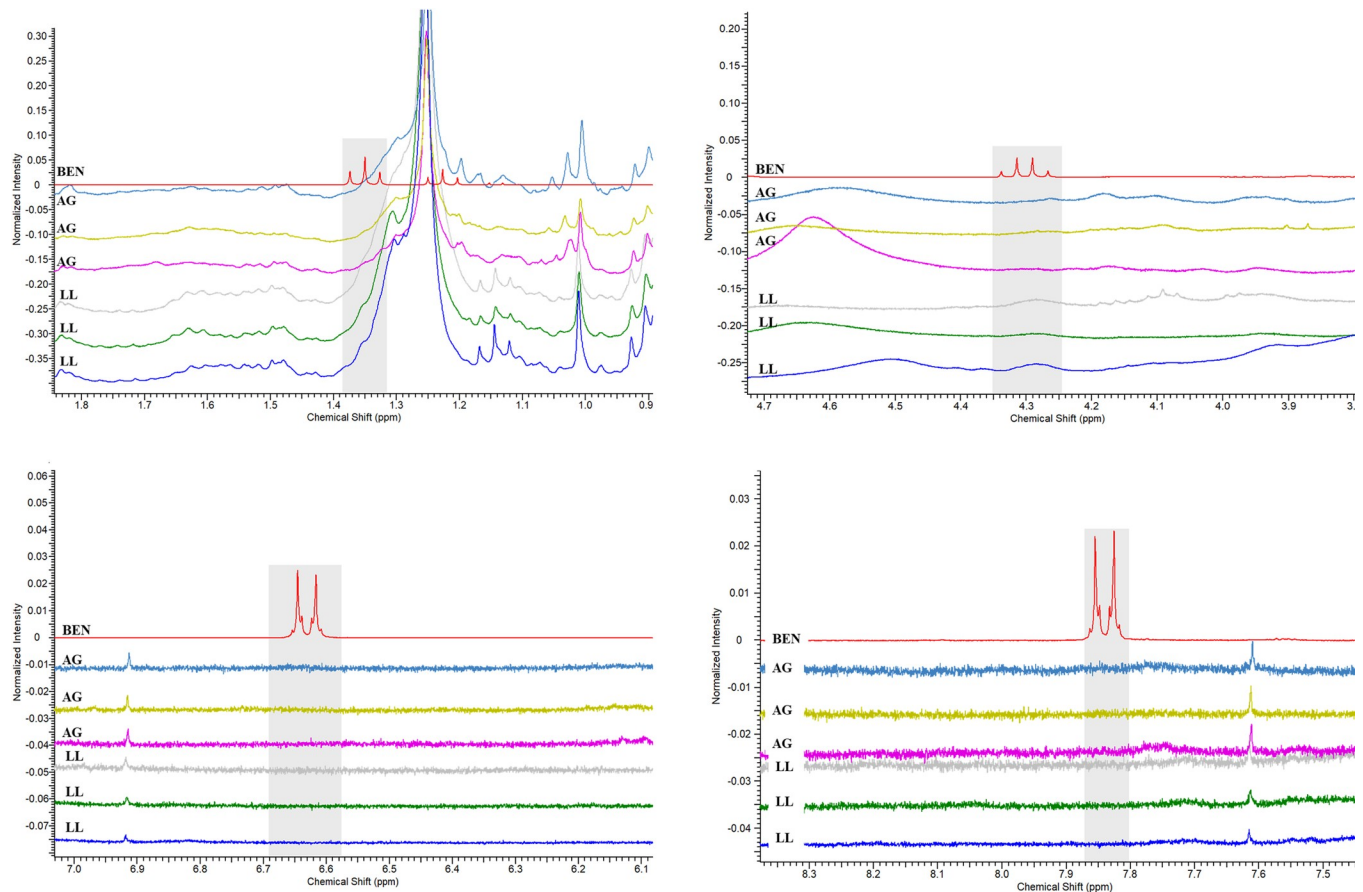 0.30
0.25
0.20
0.15
0.10
0.05
0
-0.05
-0.10
-0.15
-0.20
-0.25
-0.30
-0.35
Normalized Intensity
BEN
AG
AG
AG
LL
LL
LL
1.8 1.7 1.6 1.5 1.4 1.3 1.2 1.1 1.0 0.9
Chemical Shift (ppm)
0.20
0.15
0.10
0.05
0
-0.05
-0.10
-0.15
-0.20
-0.25
Normalized Intensity
BEN
AG
AG
AG
LL
LL
LL
4.7 4.6 4.5 4.4 4.3 4.2 4.1 4.0 3.9
Chemical Shift (ppm)
0.06
0.05
0.04
0.03
0.02
0.01
0
-0.01
-0.02
-0.03
-0.04
-0.05
-0.06
-0.07
Normalized Intensity
BEN
AG
AG
AG
LL
LL
LL
7.0 6.9 6.8 6.7 6.6 6.5 6.4 6.3 6.2 6.1
Chemical Shift (ppm)
0.03
0.02
0.01
0
-0.01
-0.02
-0.03
-0.04
Normalized Intensity
BEN
AG
AG
AG
LL
LL
LL
8.3 8.2 8.1 8.0 7.9 7.8 7.7 7.6 7.5
Chemical Shift (ppm)